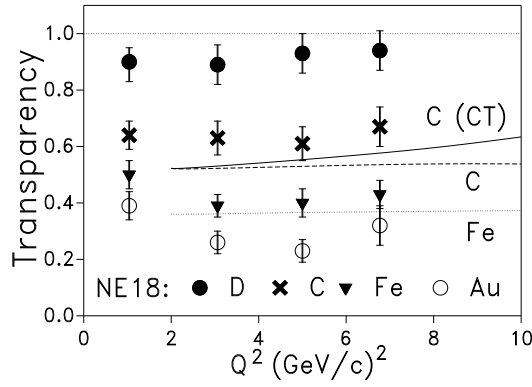 Transparency
1.0
0.8
0.6
0.4
0.2
0.0
C (CT)
C
Fe
NE18: D C Fe Au
0 2 4 6 8 10
Q² (GeV/c)²